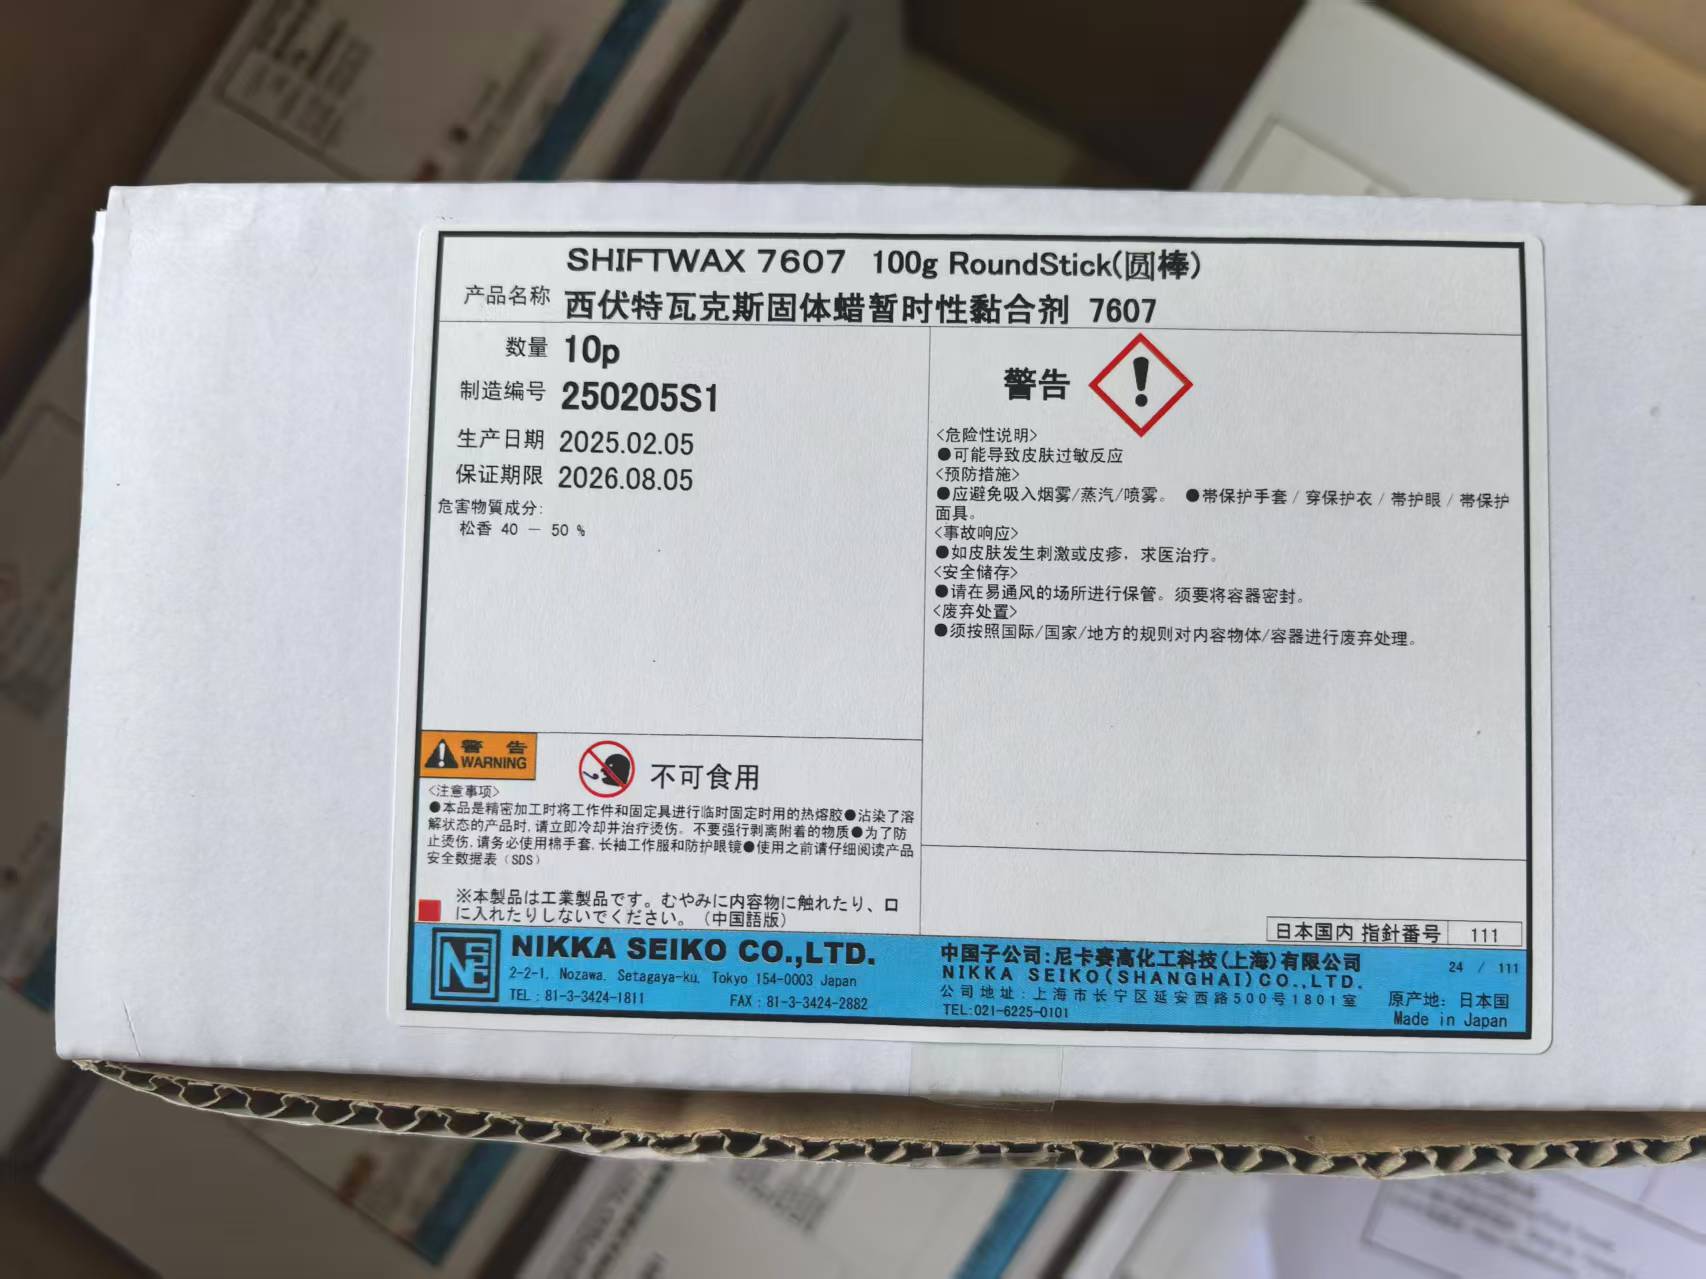 SHIFTWAX 7607 100g RoundStick(圆棒)
产品名称 西伏特瓦克斯固体蜡暂时性黏合剂 7607
数量 10p
制造编号 250205S1
生产日期 2025.02.05
保证期限 2026.08.05
危害物質成分:
松香 40 － 50 %
警告
<危险性说明>
●可能导致皮肤过敏反应
<预防措施>
●应避免吸入烟雾/蒸汽/喷雾。 ●带保护手套/穿保护衣/带护眼/带保护
面具。
<事故响应>
●如皮肤发生刺激或皮疹，求医治疗。
<安全储存>
●请在易通风的场所进行保管。须要将容器密封。
<废弃处置>
●须按照国际/国家/地方的规则对内容物体/容器进行废弃处理。
警告
WARNING
不可食用
<注意事项>
●本品是精密加工时将工作件和固定具进行临时固定时用的热熔胶●沾染了溶
解状态的产品时,请立即冷却并治疗烫伤。不要强行剥离附着的物质●为了防
止烫伤,请务必使用棉手套,长袖工作服和防护眼镜●使用之前请仔细阅读产品
安全数据表（SDS）
※本製品は工業製品です。むやみに内容物に触れたり、口
に入れたりしないでください。（中国語版）
日本国内 指針番号 111
NSC
NIKKA SEIKO CO.,LTD.
2-2-1, Nozawa, Setagaya-ku, Tokyo 154-0003 Japan
TEL : 81-3-3424-1811 FAX : 81-3-3424-2882
中国子公司:尼卡赛高化工科技(上海)有限公司
NIKKA SEIKO(SHANGHAI)CO.,LTD.
公司地址:上海市长宁区延安西路500号1801室
TEL:021-6225-0101
24 / 111
原产地: 日本国
Made in Japan